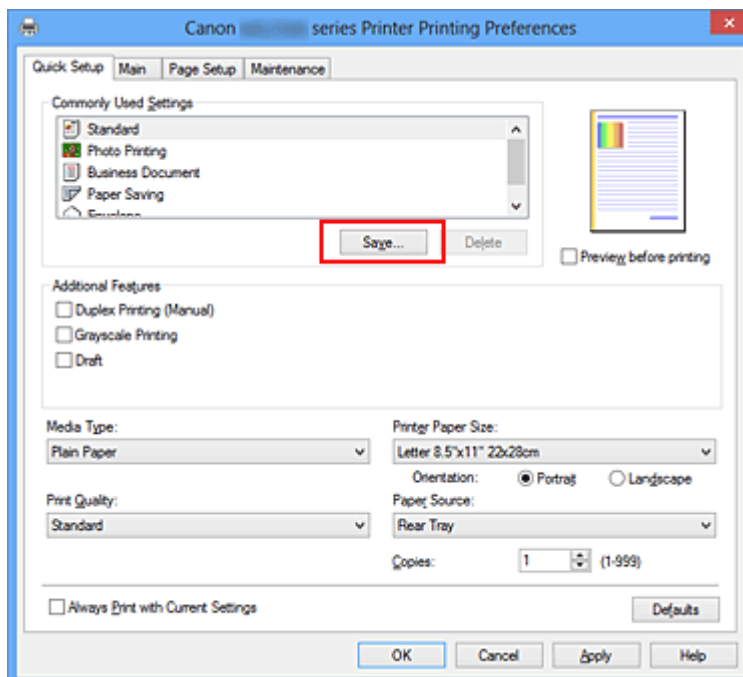 Canon series Printer Printing Preferences
Quick Setup Main Page Setup Maintenance
Commonly Used Settings
Standard
Photo Printing
Business Document
Paper Saving
Envelope
Save... Delete
Preview before printing
Additional Features
Duplex Printing (Manual)
Grayscale Printing
Draft
Media Type:
Plain Paper
Printer Paper Size:
Letter 8.5"x11" 22x28cm
Orientation: Portrait Landscape
Print Quality:
Standard
Paper Source:
Rear Tray
Copies: 1 (1-999)
Always Print with Current Settings
Defaults
OK Cancel Apply Help